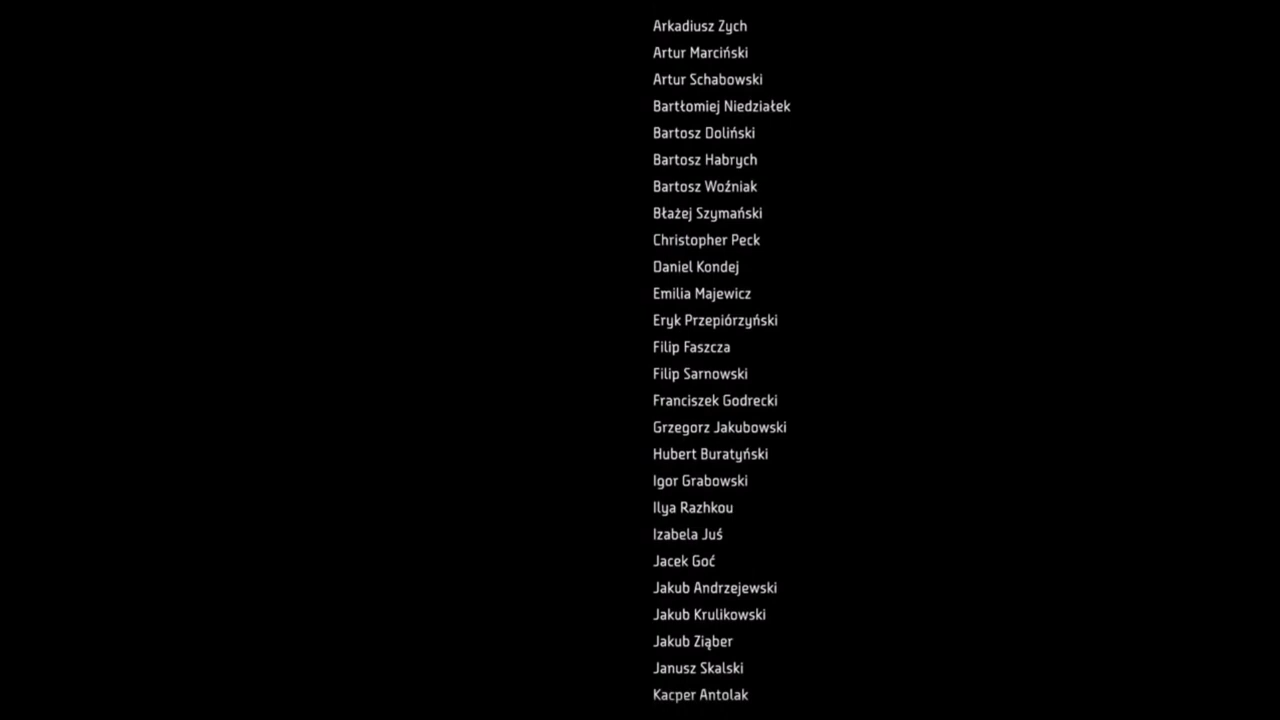 Arkadiusz Zych
Artur Marciński
Artur Schabowski
Bartłomiej Niedziałek
Bartosz Doliński
Bartosz Habrych
Bartosz Woźniak
Błażej Szymański
Christopher Peck
Daniel Kondej
Emilia Majewicz
Eryk Przepiórzyński
Filip Faszcza
Filip Sarnowski
Franciszek Godrecki
Grzegorz Jakubowski
Hubert Buratyński
Igor Grabowski
Ilya Razhkou
Izabela Juś
Jacek Goć
Jakub Andrzejewski
Jakub Krulikowski
Jakub Ziąber
Janusz Skalski
Kacper Antolak